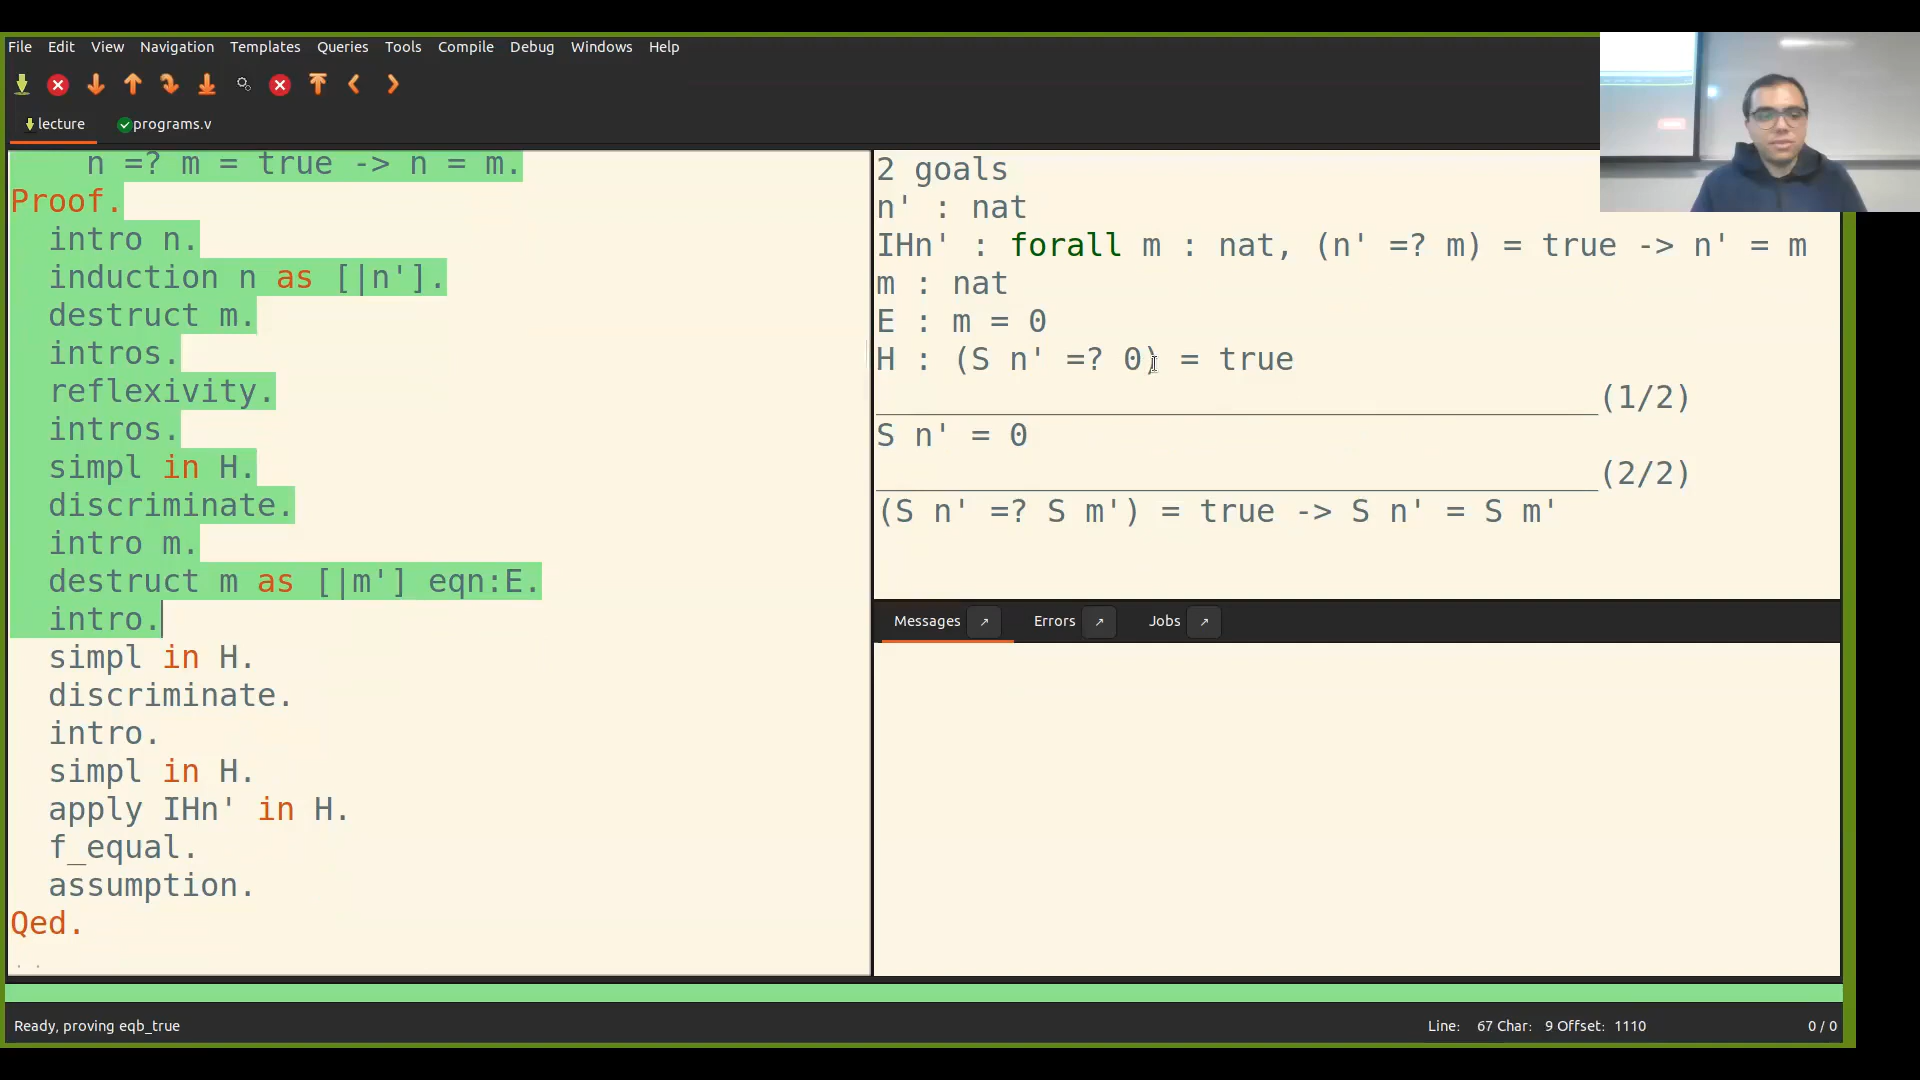 File Edit View Navigation Templates Queries Tools Compile Debug Windows Help
lecture programs.v
n =? m = true -> n = m.
Proof.
intro n.
induction n as [|n'].
destruct m.
intros.
reflexivity.
intros.
simpl in H.
discriminate.
intro m.
destruct m as [|m'] eqn:E.
intro.
simpl in H.
discriminate.
intro.
simpl in H.
apply IHn' in H.
f_equal.
assumption.
Qed.
2 goals
n' : nat
IHn' : forall m : nat, (n' =? m) = true -> n' = m
m : nat
E : m = 0
H : (S n' =? 0) = true
(1/2)
S n' = 0
(2/2)
(S n' =? S m') = true -> S n' = S m'
Messages Errors Jobs
Ready, proving eqb_true
Line: 67 Char: 9 Offset: 1110 0 / 0